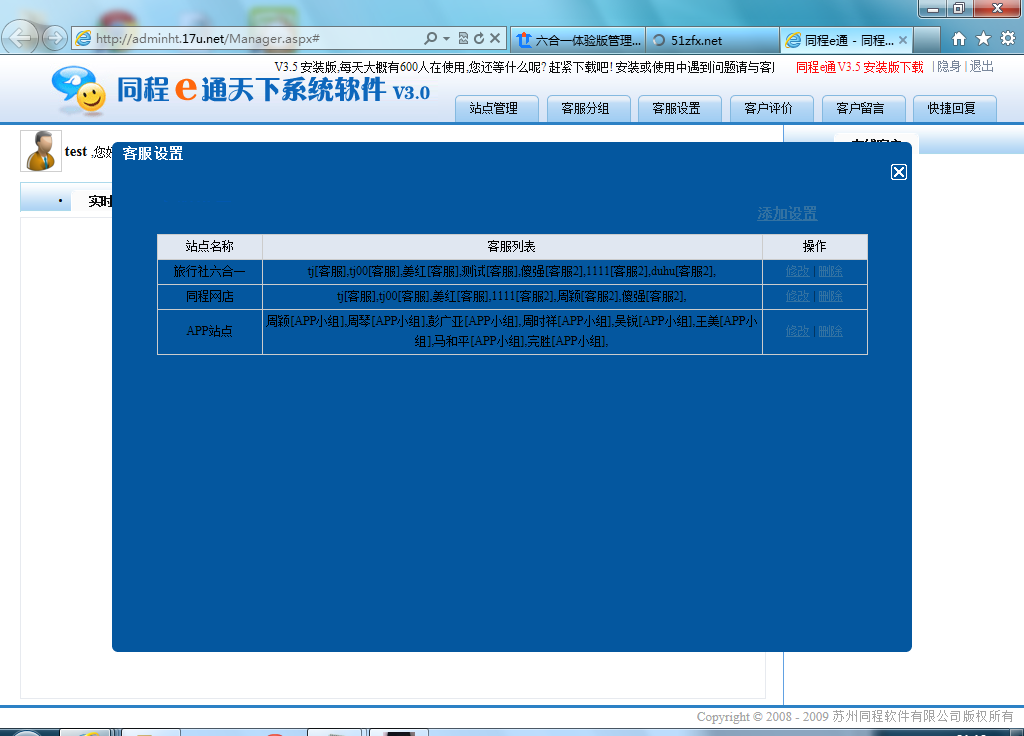 http://adminht.17u.net/Manager.aspx#
六合一体验版管理...
51zfx.net
同程e通 - 同程...
V3.5 安装版,每天大概有600人在使用,您还等什么呢? 赶紧下载吧! 安装或使用中遇到问题请与客
同程e通V3.5 安装版下载 | 隐身 | 退出
同程e通天下系统软件 V3.0
站点管理
客服分组
客服设置
客户评价
客户留言
快捷回复
test ,您好
客服设置
· 实时
添加设置
站点名称 客服列表 操作
旅行社六合一 tj[客服],tj00[客服],姜红[客服],测试[客服],傻强[客服2],1111[客服2],duhu[客服2], 修改 | 删除
同程网店 tj[客服],tj00[客服],姜红[客服],1111[客服2],周颖[客服2],傻强[客服2], 修改 | 删除
APP站点 周颖[APP小组],周琴[APP小组],彭广亚[APP小组],周时祥[APP小组],吴锐[APP小组],王美[APP小
组],马和平[APP小组],完胜[APP小组], 修改 | 删除
Copyright © 2008 - 2009 苏州同程软件有限公司版权所有